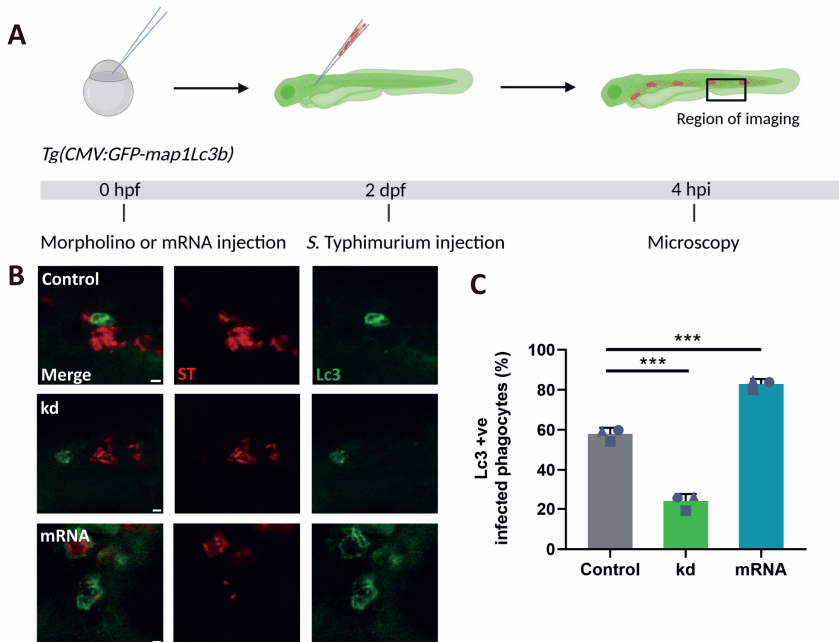 A
Region of imaging
Tg(CMV:GFP-map1Lc3b)
0 hpf
2 dpf
4 hpi
Morpholino or mRNA injection
S. Typhimurium injection
Microscopy
B
Control
Merge
ST
Lc3
kd
mRNA
C
***
***
100
80
60
40
20
0
Lc3 +ve
infected phagocytes (%)
Control kd mRNA